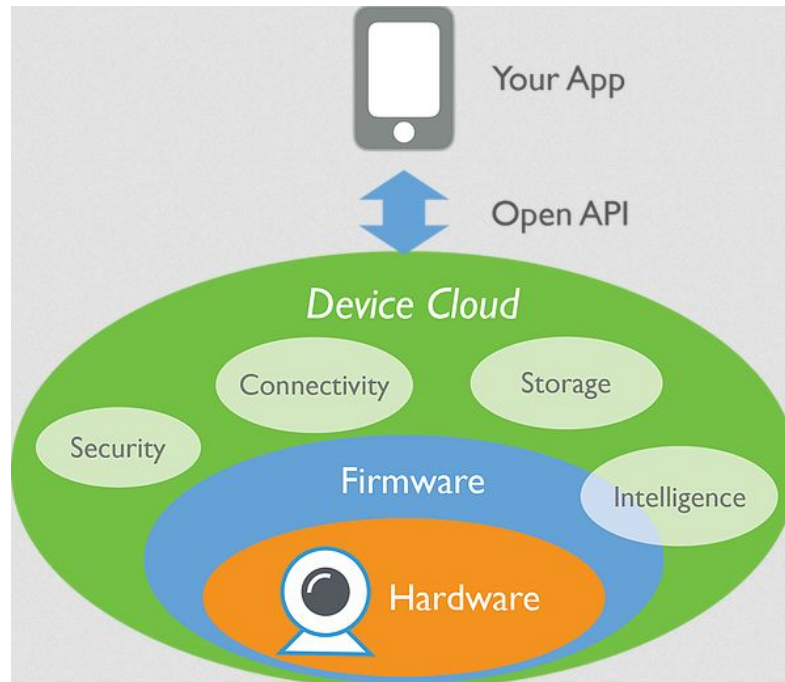 Your App
Open API
Device Cloud
Connectivity
Storage
Security
Firmware
Intelligence
Hardware